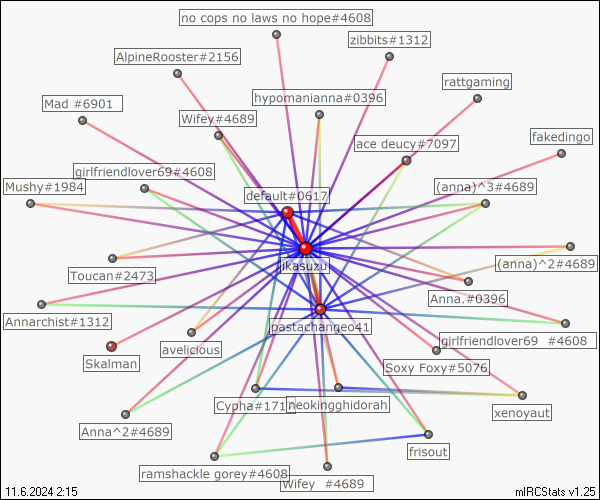 no cops no laws no hope#4608
zibbits#1312
AlpineRooster#2156
rattgaming
hypomanianna#0396
Mad #6901
Wifey#4689
fakedingo
ace deucy#7097
girlfriendlover69#4608
Mushy#1984
default#0617
(anna)^3#4689
jikasuzu
(anna)^2#4689
Toucan#2473
Anna.#0396
Annarchist#1312
pastachangeo41
girlfriendlover69 #4608
avelicious
Skalman
Soxy Foxy#5076
Cypha#171
neokingghidorah
xenoyaut
Anna^2#4689
frisout
ramshackle gorey#4608
Wifey #4689
11.6.2024 2:15
mIRCStats v1.25